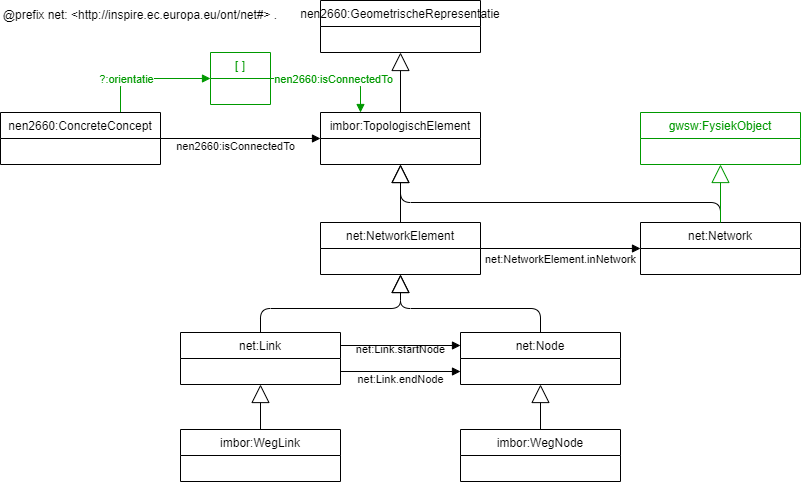 @prefix net: <http://inspire.ec.europa.eu/ont/net#> .
nen2660:GeometrischeRepresentatie
[ ]
?:orientatie
nen2660:isConnectedTo
nen2660:ConcreteConcept
imbor:TopologischElement
gwsw:FysiekObject
nen2660:isConnectedTo
net:NetworkElement
net:Network
net:NetworkElement.inNetwork
net:Link
net:Node
net:Link.startNode
net:Link.endNode
imbor:WegLink
imbor:WegNode